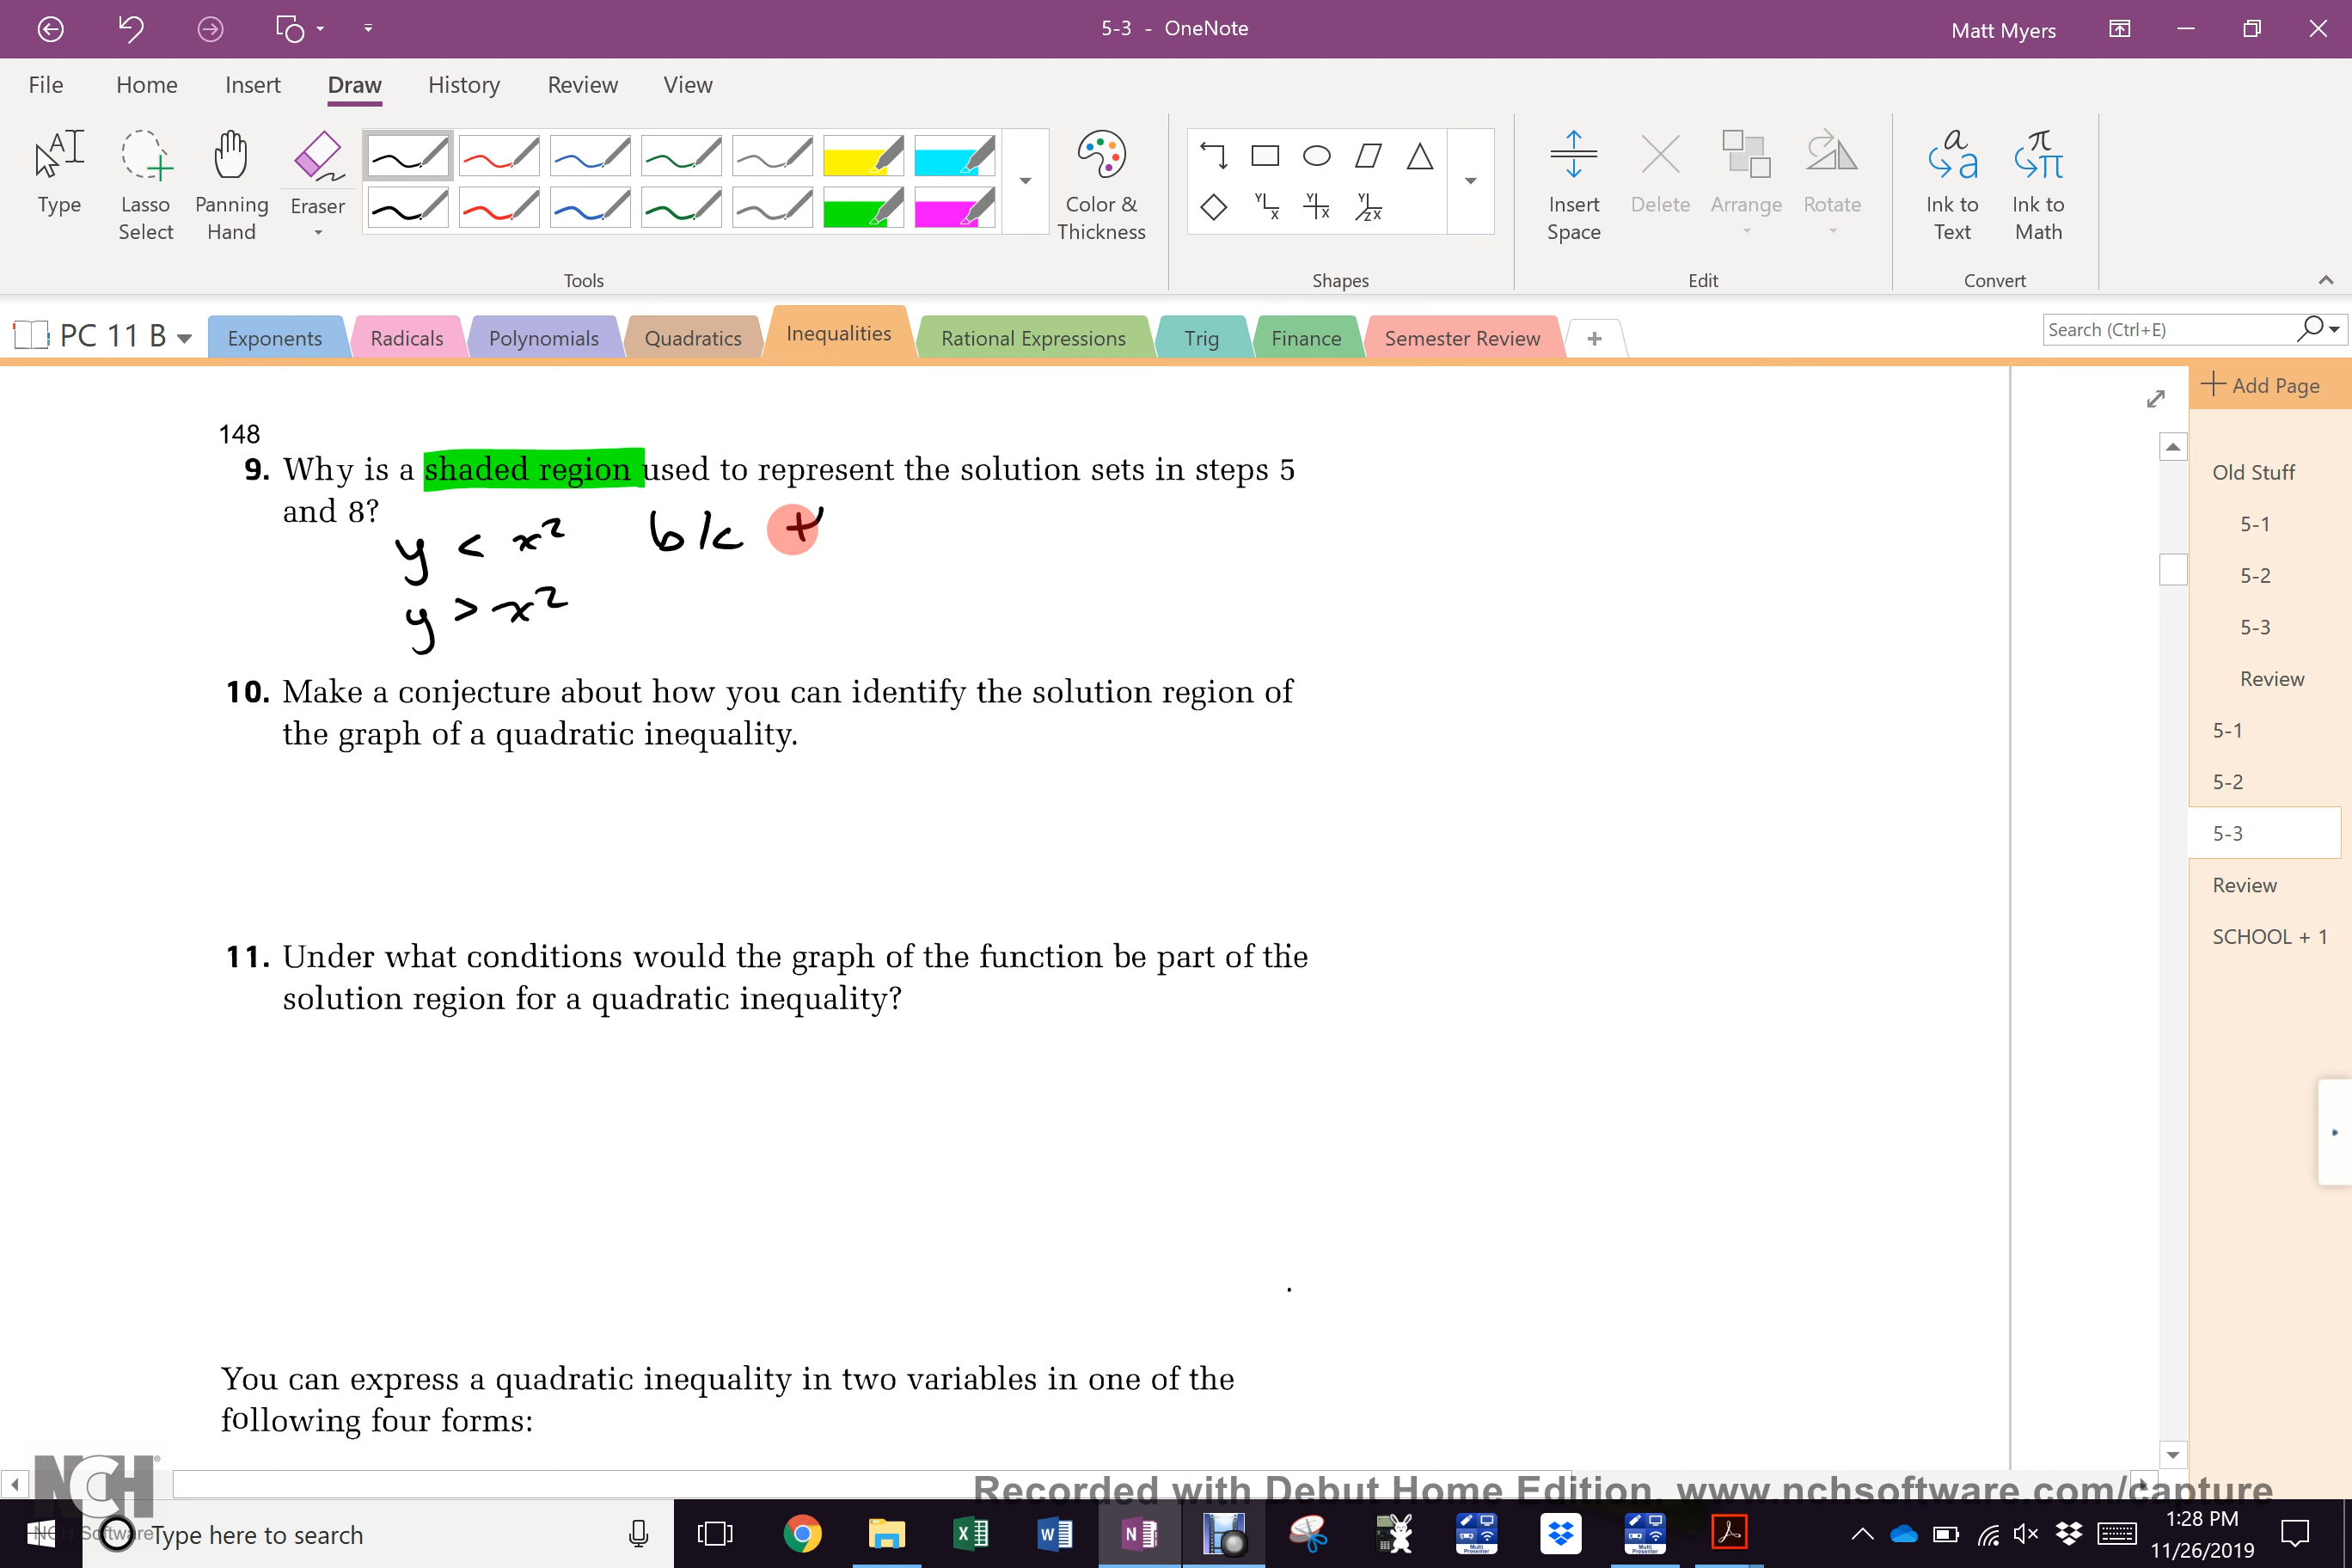 5-3 - OneNote
Matt Myers
File Home Insert Draw History Review View
Type
Lasso Select
Panning Hand
Eraser
Color & Thickness
Insert Space
Delete
Arrange
Rotate
Ink to Text
Ink to Math
Tools
Shapes
Edit
Convert
PC 11 B
Exponents Radicals Polynomials Quadratics Inequalities Rational Expressions Trig Finance Semester Review
Search (Ctrl+E)
Add Page
148
9. Why is a shaded region used to represent the solution sets in steps 5
and 8?
y < x² b/c t
y > x²
10. Make a conjecture about how you can identify the solution region of
the graph of a quadratic inequality.
11. Under what conditions would the graph of the function be part of the
solution region for a quadratic inequality?
You can express a quadratic inequality in two variables in one of the
following four forms:
Old Stuff
5-1
5-2
5-3
Review
5-1
5-2
5-3
Review
SCHOOL + 1
NCH
NCH Software
Recorded with Debut Home Edition. www.nchsoftware.com/capture
Type here to search
1:28 PM
11/26/2019